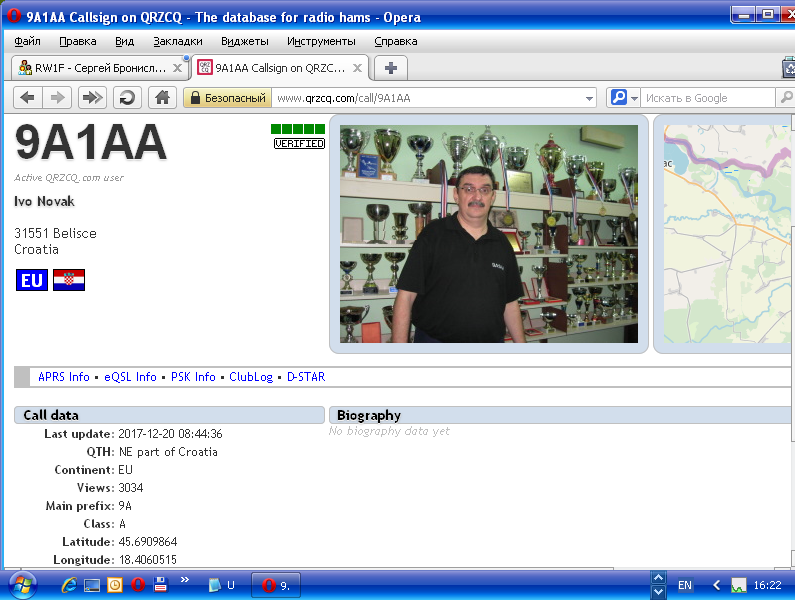 9A1AA Callsign on QRZCQ - The database for radio hams - Opera
Файл Правка Вид Закладки Виджеты Инструменты Справка
RW1F - Сергей Бронисл... 9A1AA Callsign on QRZC...
Безопасный www.qrzcq.com/call/9A1AA Искать в Google
9A1AA
VERIFIED
Active QRZCQ.com user
Ivo Novak
31551 Belisce
Croatia
EU
ac
APRS Info • eQSL Info • PSK Info • ClubLog • D-STAR
Call data
Last update: 2017-12-20 08:44:36
QTH: NE part of Croatia
Continent: EU
Views: 3034
Main prefix: 9A
Class: A
Latitude: 45.6909864
Longitude: 18.4060515
Biography
No biography data yet
U 9. EN 16:22